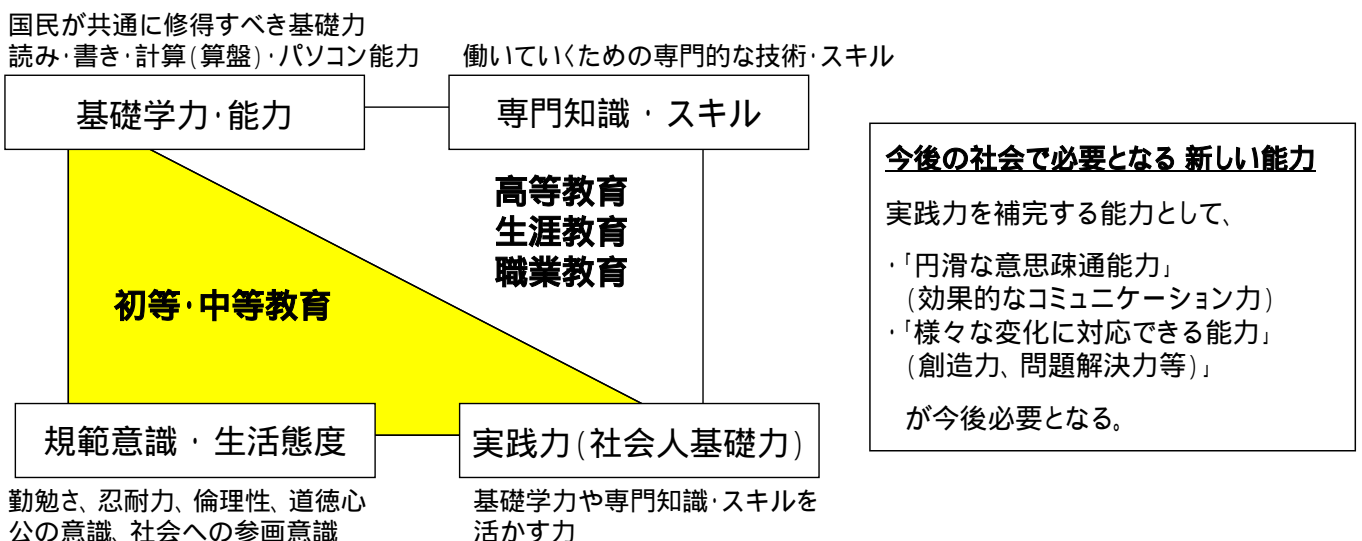 国民が共通に修得すべき基礎力
読み・書き・計算(算盤)・パソコン能力
基礎学力・能力
働いていくための専門的な技術・スキル
専門知識・スキル
高等教育
生涯教育
職業教育
初等・中等教育
規範意識・生活態度
勤勉さ、忍耐力、倫理性、道徳心
公の意識、社会への参画意識
実践力(社会人基礎力)
基礎学力や専門知識・スキルを
活かす力
今後の社会で必要となる 新しい能力
実践力を補完する能力として、
・「円滑な意思疎通能力」
(効果的なコミュニケーション力)
・「様々な変化に対応できる能力」
(創造力、問題解決力等)」
が今後必要となる。